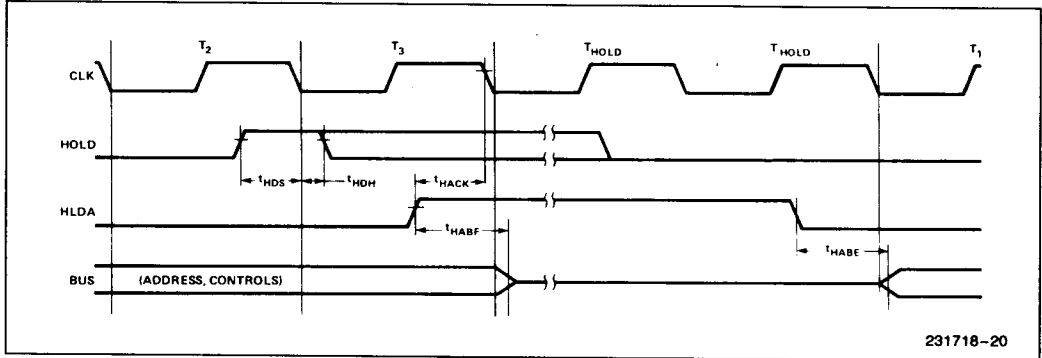 T2 T3 THOLD THOLD T1
CLK
HOLD
tHDS tHDH tHACK
HLDA
tHABF tHABE
BUS (ADDRESS, CONTROLS)
231718-20